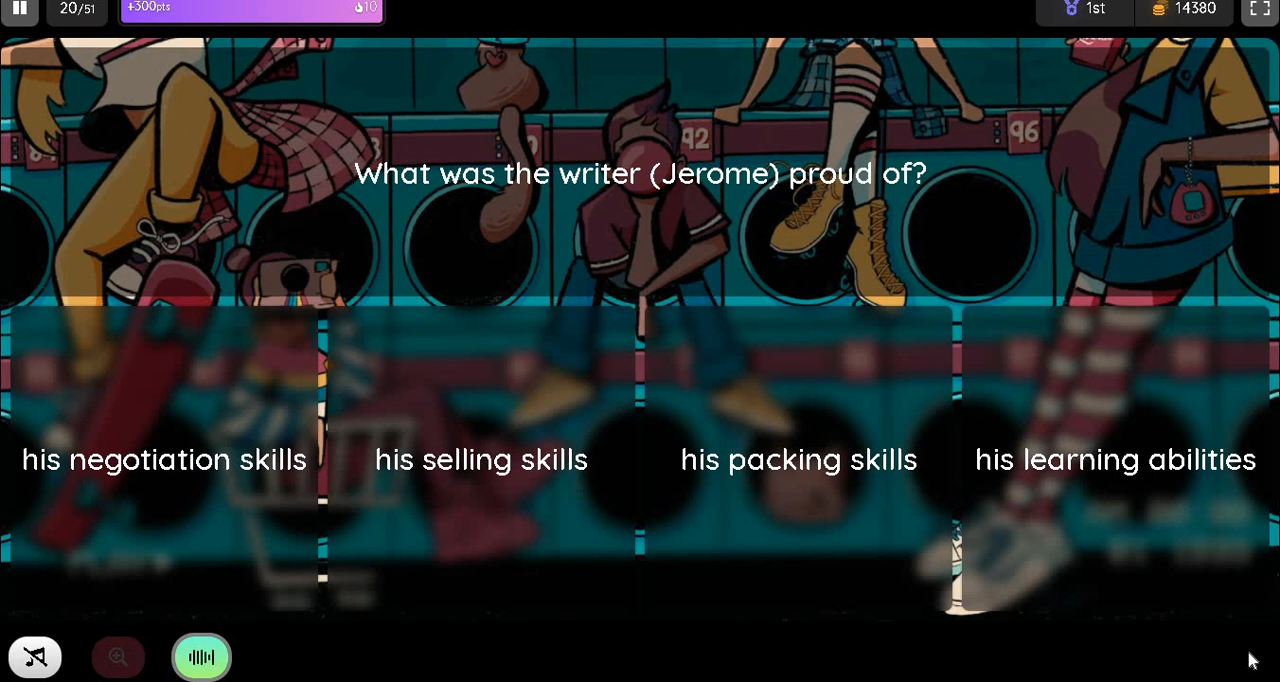 20/51
+300pts
10
1st
14380
92
96
What was the writer (Jerome) proud of?
his negotiation skills
his selling skills
his packing skills
his learning abilities